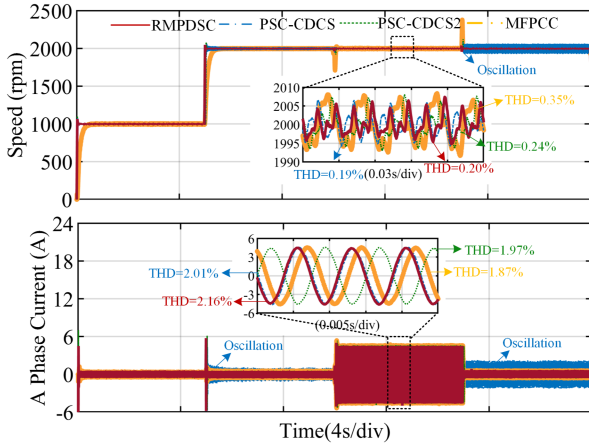 RMPDSC PSC-CDCS PSC-CDCS2 MFPCC
2500
2000
1500
1000
500
0
Speed (rpm)
Oscillation
2010
2005
2000
1995
1990
THD=0.35%
THD=0.24%
THD=0.19%
(0.03s/div)
THD=0.20%
24
18
12
6
0
-6
A Phase Current (A)
6
3
0
-3
-6
THD=1.97%
THD=2.01%
THD=1.87%
THD=2.16%
(0.005s/div)
Oscillation
Oscillation
Time(4s/div)